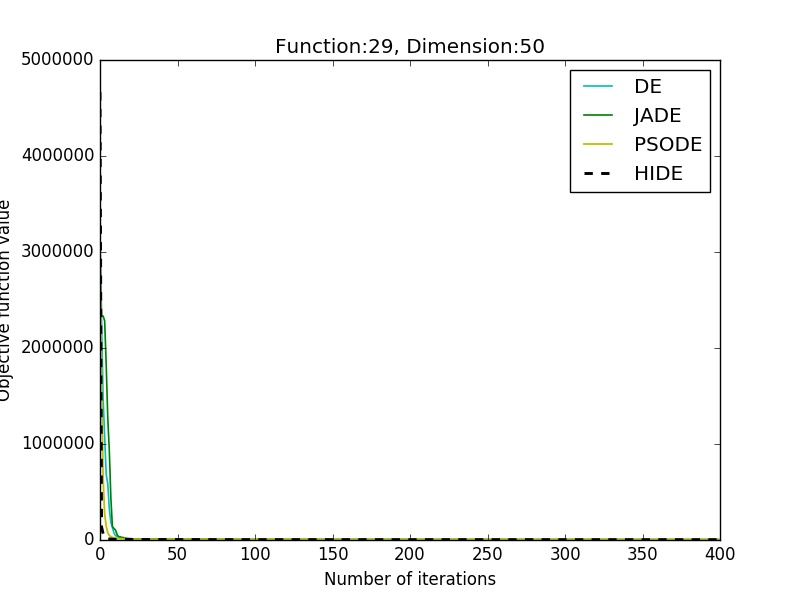 Function:29, Dimension:50
5000000
4000000
3000000
2000000
1000000
0
Objective function value
DE
JADE
PSODE
HIDE
0 50 100 150 200 250 300 350 400
Number of iterations